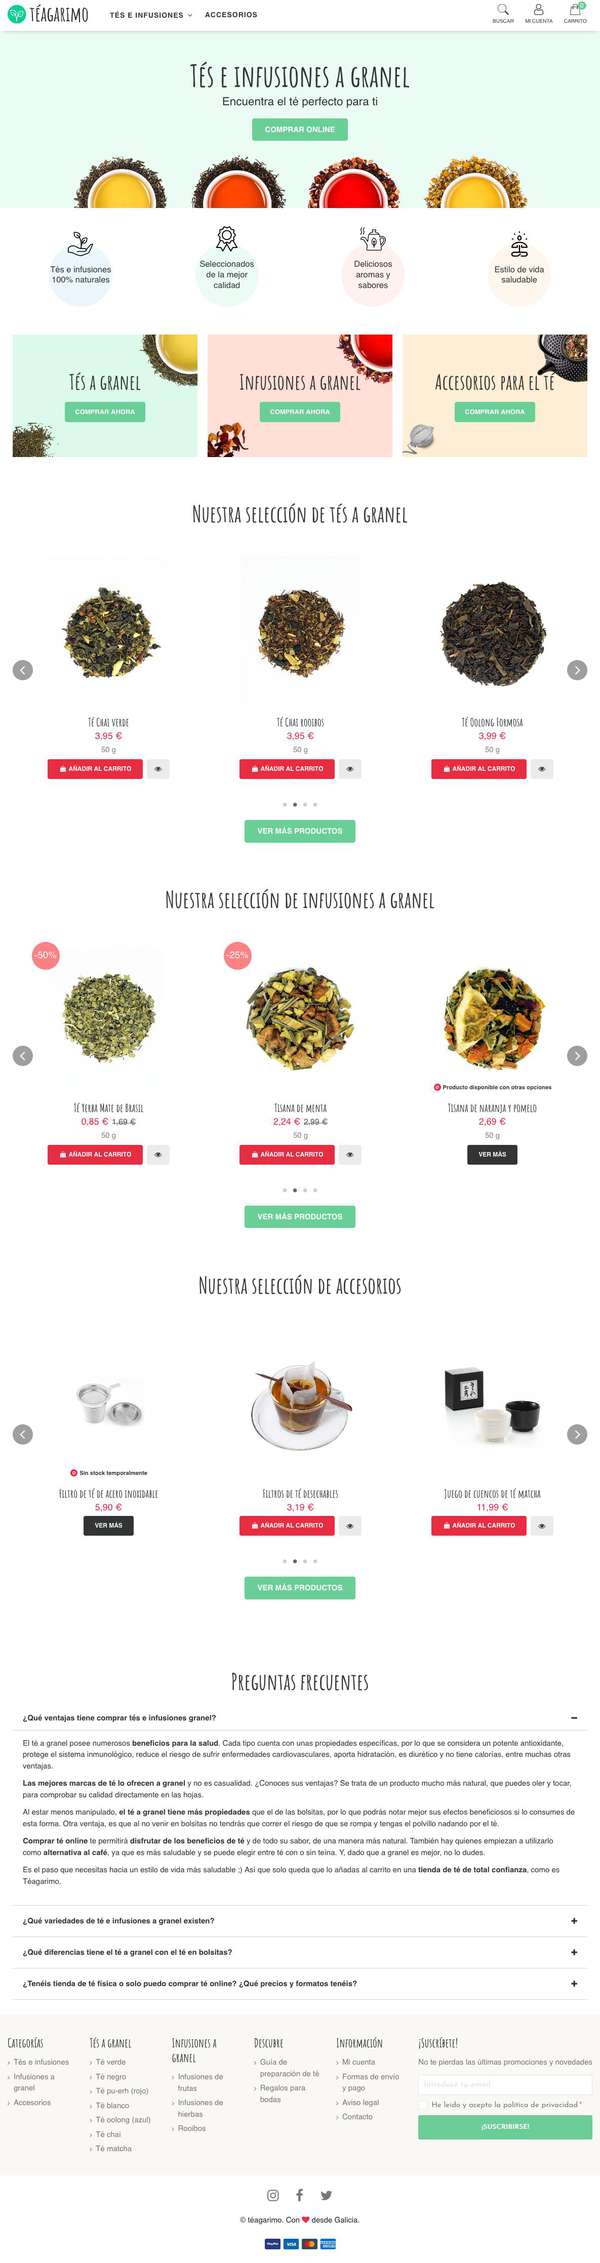 TÉAGARIMO
TÉS E INFUSIONES
ACCESORIOS
BUSCAR
MI CUENTA
0
CARRITO
Tés e infusiones a granel
Encuentra el té perfecto para ti
COMPRAR ONLINE
Tés e infusiones
100% naturales
Seleccionados
de la mejor
calidad
Deliciosos
aromas y
sabores
Estilo de vida
saludable
Tés a granel
COMPRAR AHORA
Infusiones a granel
COMPRAR AHORA
Accesorios para el té
COMPRAR AHORA
Nuestra selección de tés a granel
Té Chai verde
3,95 €
50 g
AÑADIR AL CARRITO
Té Chai rooibos
3,95 €
50 g
AÑADIR AL CARRITO
Té Oolong Formosa
3,99 €
50 g
AÑADIR AL CARRITO
VER MÁS PRODUCTOS
Nuestra selección de infusiones a granel
-50%
Té Yerba Mate de Brasil
0,85 € 1,69 €
50 g
AÑADIR AL CARRITO
-25%
Tisana de menta
2,24 € 2,99 €
50 g
AÑADIR AL CARRITO
Producto disponible con otras opciones
Tisana de naranja y pomelo
2,69 €
50 g
VER MÁS
VER MÁS PRODUCTOS
Nuestra selección de accesorios
Sin stock temporalmente
Filtro de té de acero inoxidable
5,90 €
VER MÁS
Filtros de té desechables
3,19 €
AÑADIR AL CARRITO
Juego de cuencos de té matcha
11,99 €
AÑADIR AL CARRITO
VER MÁS PRODUCTOS
Preguntas frecuentes
¿Qué ventajas tiene comprar tés e infusiones granel?
El té a granel posee numerosos beneficios para la salud. Cada tipo cuenta con unas propiedades específicas, por lo que se considera un potente antioxidante,
protege el sistema inmunológico, reduce el riesgo de sufrir enfermedades cardiovasculares, aporta hidratación, es diurético y no tiene calorías, entre muchas otras
ventajas.
Las mejores marcas de té lo ofrecen a granel y no es casualidad. ¿Conoces sus ventajas? Se trata de un producto mucho más natural, que puedes oler y tocar,
para comprobar su calidad directamente en las hojas.
Al estar menos manipulado, el té a granel tiene más propiedades que el de las bolsitas, por lo que podrás notar mejor sus efectos beneficiosos si lo consumes de
esta forma. Otra ventaja, es que al no venir en bolsitas no tendrás que correr el riesgo de que se rompa y tengas el polvillo nadando por el té.
Comprar té online te permitirá disfrutar de los beneficios de té y de todo su sabor, de una manera más natural. También hay quienes empiezan a utilizarlo
como alternativa al café, ya que es más saludable y se puede elegir entre té con o sin teína. Y, dado que a granel es mejor, no lo dudes.
Es el paso que necesitas hacia un estilo de vida más saludable ;) Así que solo queda que lo añadas al carrito en una tienda de té de total confianza, como es
Téagarimo.
¿Qué variedades de té e infusiones a granel existen?
¿Qué diferencias tiene el té a granel con el té en bolsitas?
¿Tenéis tienda de té física o solo puedo comprar té online? ¿Qué precios y formatos tenéis?
Categorías
Tés e infusiones
Infusiones a
granel
Accesorios
Tés a granel
Té verde
Té negro
Té pu-erh (rojo)
Té blanco
Té oolong (azul)
Té chai
Té matcha
Infusiones a
granel
Infusiones de
frutas
Infusiones de
hierbas
Rooibos
Descubre
Guía de
preparación de té
Regalos para
bodas
Información
Mi cuenta
Formas de envío
y pago
Aviso legal
Contacto
¡Suscríbete!
No te pierdas las últimas promociones y novedades
Introduce tu email
He leído y acepto la política de privacidad *
¡SUSCRIBIRSE!
© téagarimo. Con ❤ desde Galicia.
PayPal
VISA